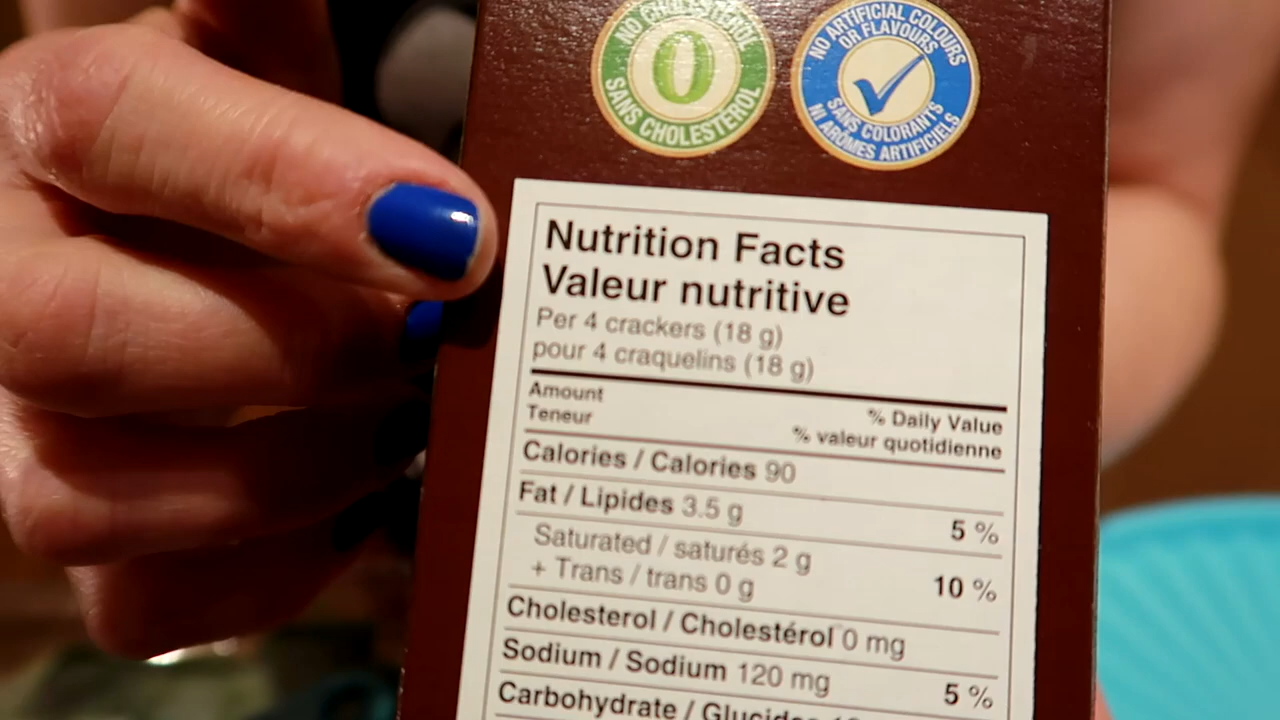 NO CHOLESTEROL
0
SANS CHOLESTÉROL
NO ARTIFICIAL COLOURS
OR FLAVOURS
SANS COLORANTS
NI ARÔMES ARTIFICIELS
Nutrition Facts
Valeur nutritive
Per 4 crackers (18 g)
pour 4 craquelins (18 g)
Amount % Daily Value
Teneur % valeur quotidienne
Calories / Calories 90
Fat / Lipides 3.5 g 5 %
Saturated / saturés 2 g
+ Trans / trans 0 g 10 %
Cholesterol / Cholestérol 0 mg
Sodium / Sodium 120 mg 5 %
Carbohydrate / Glucides